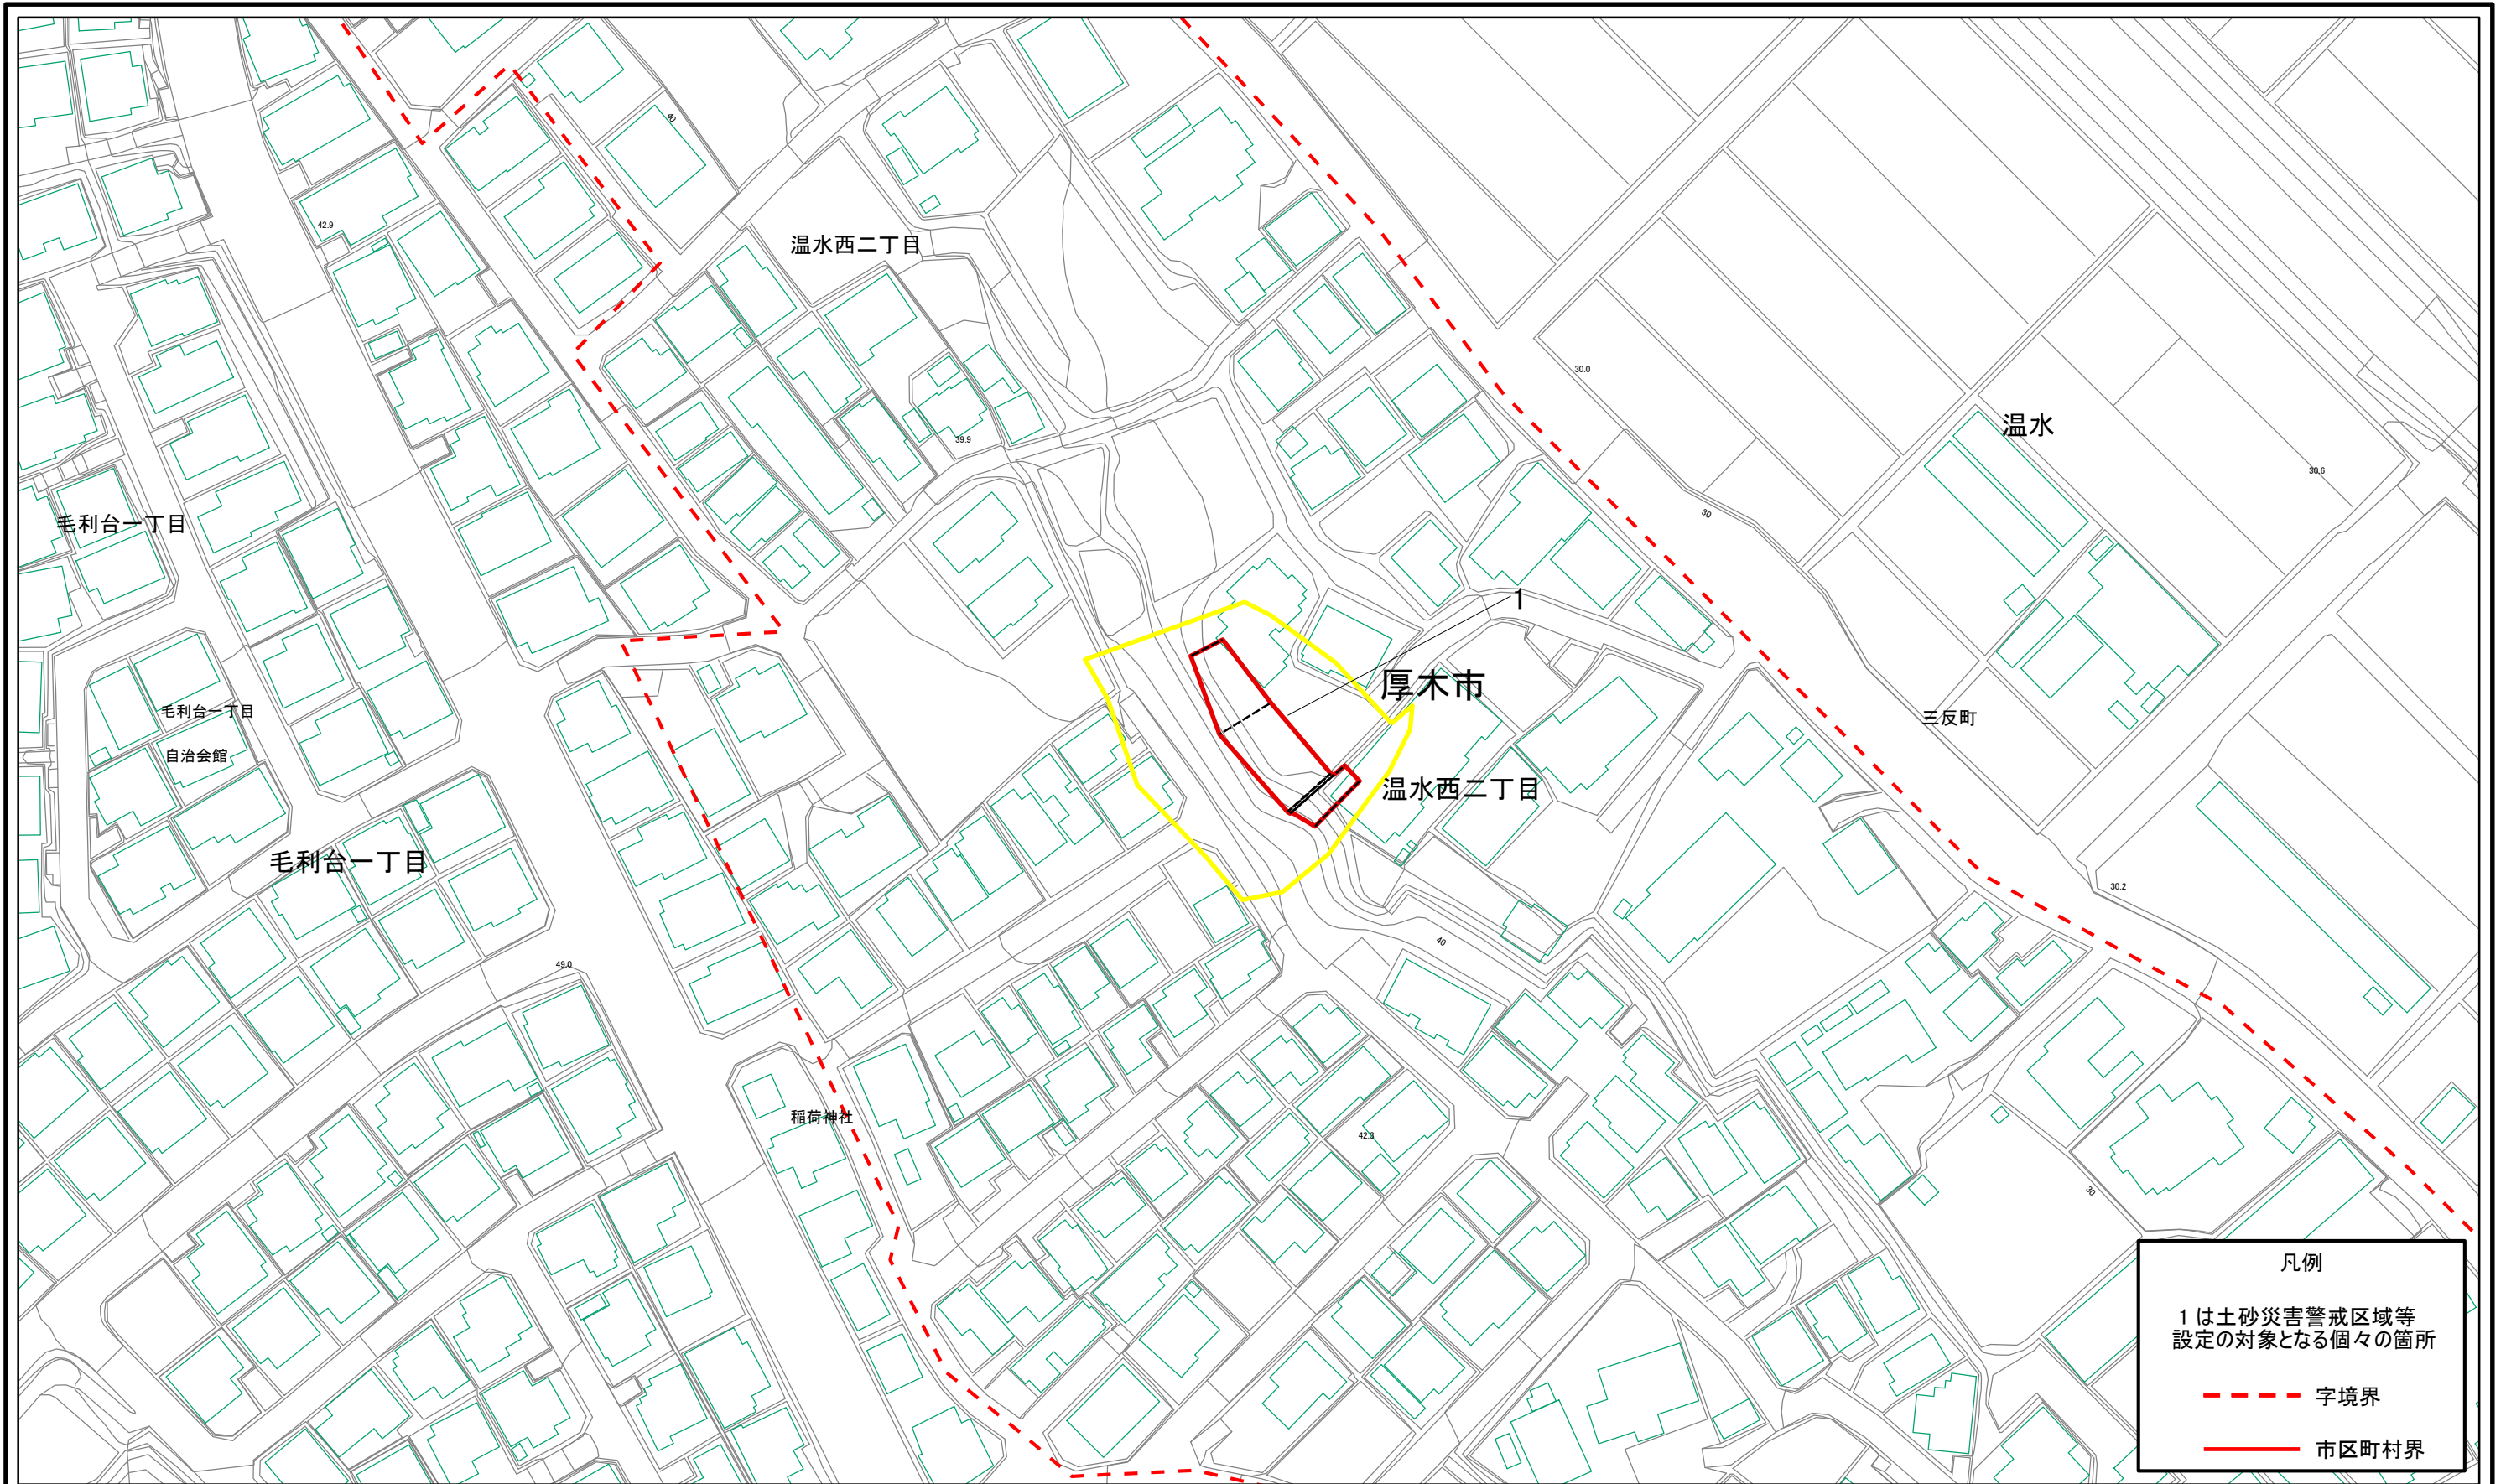 40
42.9
温水西二丁目
30.0
温水
39.9
30.6
毛利台一丁目
30
1
厚木市
毛利台一丁目
自治会館
三反町
温水西二丁目
毛利台一丁目
30.2
40
49.0
稲荷神社
42.3
30
凡例
1は土砂災害警戒区域等
設定の対象となる個々の箇所
字境界
市区町村界